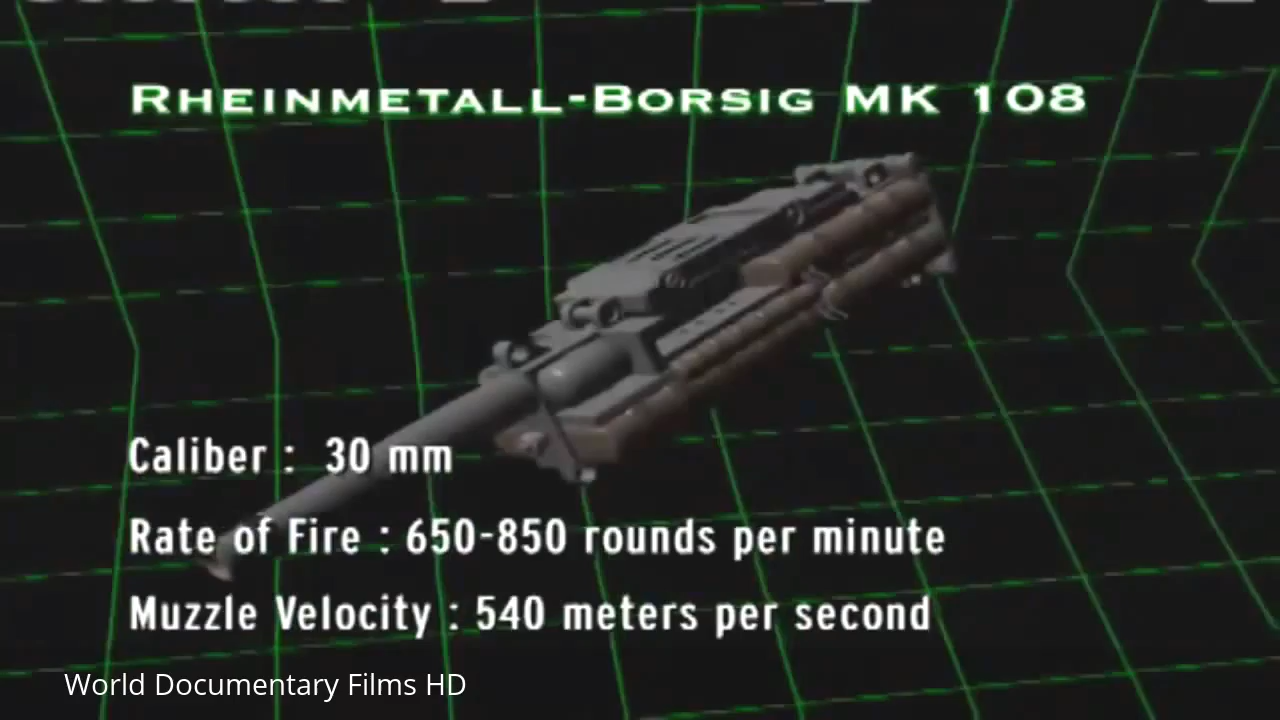 RHEINMETALL-BORSIG MK 108
Caliber : 30 mm
Rate of Fire : 650-850 rounds per minute
Muzzle Velocity : 540 meters per second
World Documentary Films HD